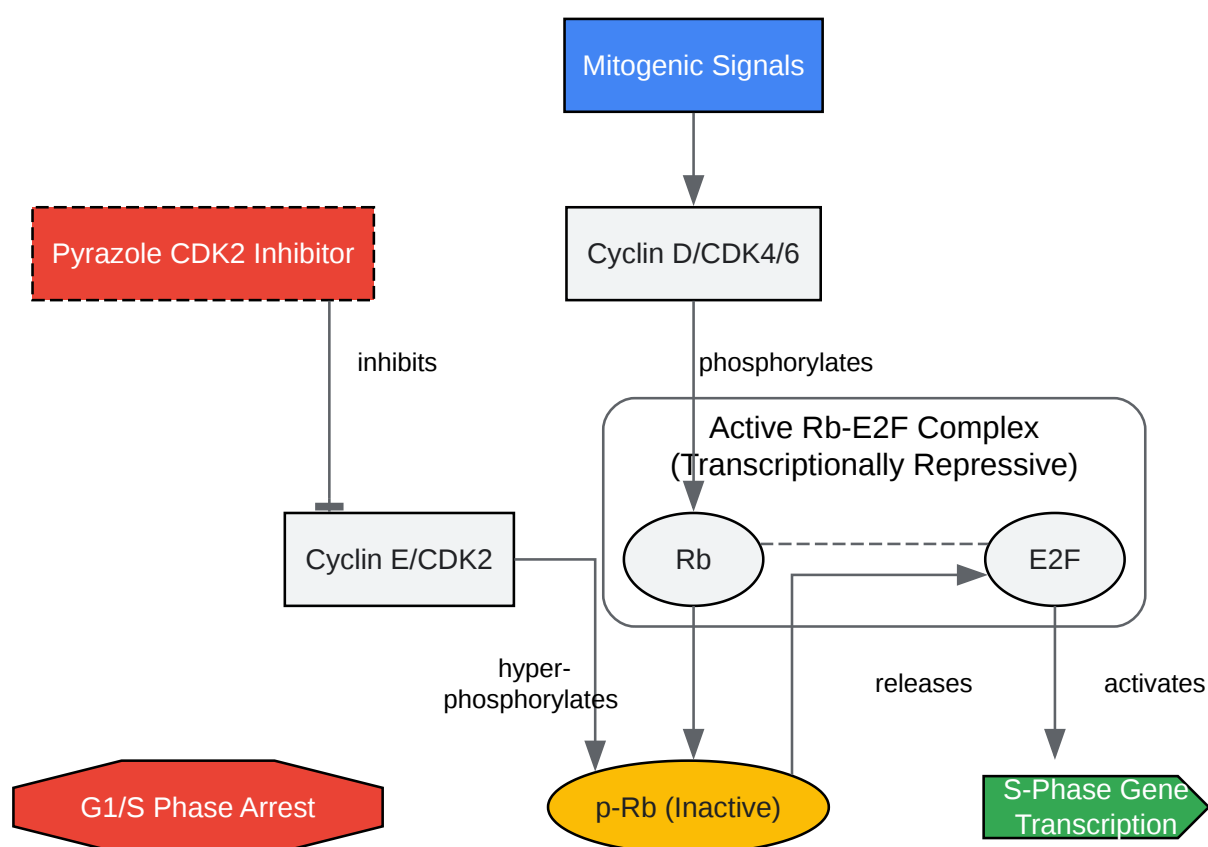 Mitogenic Signals
Pyrazole CDK2 Inhibitor
Cyclin D/CDK4/6
inhibits
phosphorylates
Active Rb-E2F Complex
(Transcriptionally Repressive)
Cyclin E/CDK2
Rb
E2F
hyper-
phosphorylates
releases
activates
G1/S Phase Arrest
p-Rb (Inactive)
S-Phase Gene
Transcription